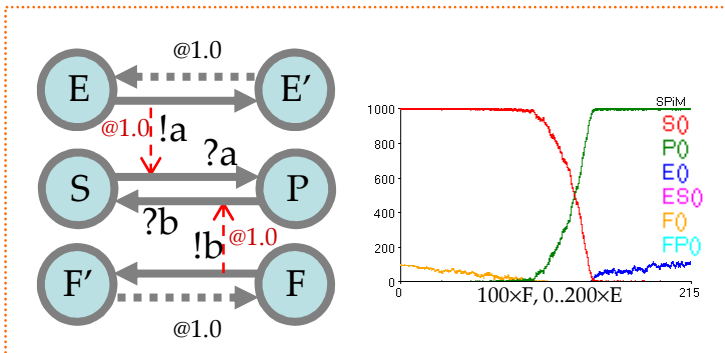 @1.0
E
E′
@1.0
!a
?a
S
P
?b
!b
@1.0
F′
F
@1.0
SPiM
1000
800
600
400
200
0
S()
P()
E()
ES()
F()
FP()
0
100×F, 0..200×E
215